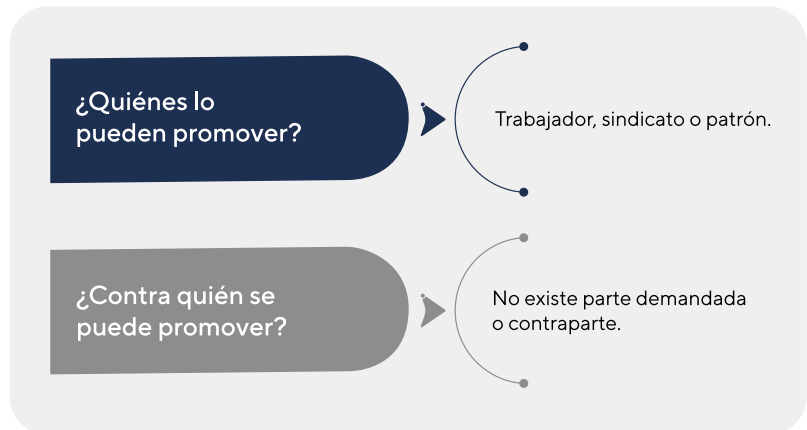 ¿Quiénes lo
pueden promover?
Trabajador, sindicato o patrón.
¿Contra quién se
puede promover?
No existe parte demandada
o contraparte.